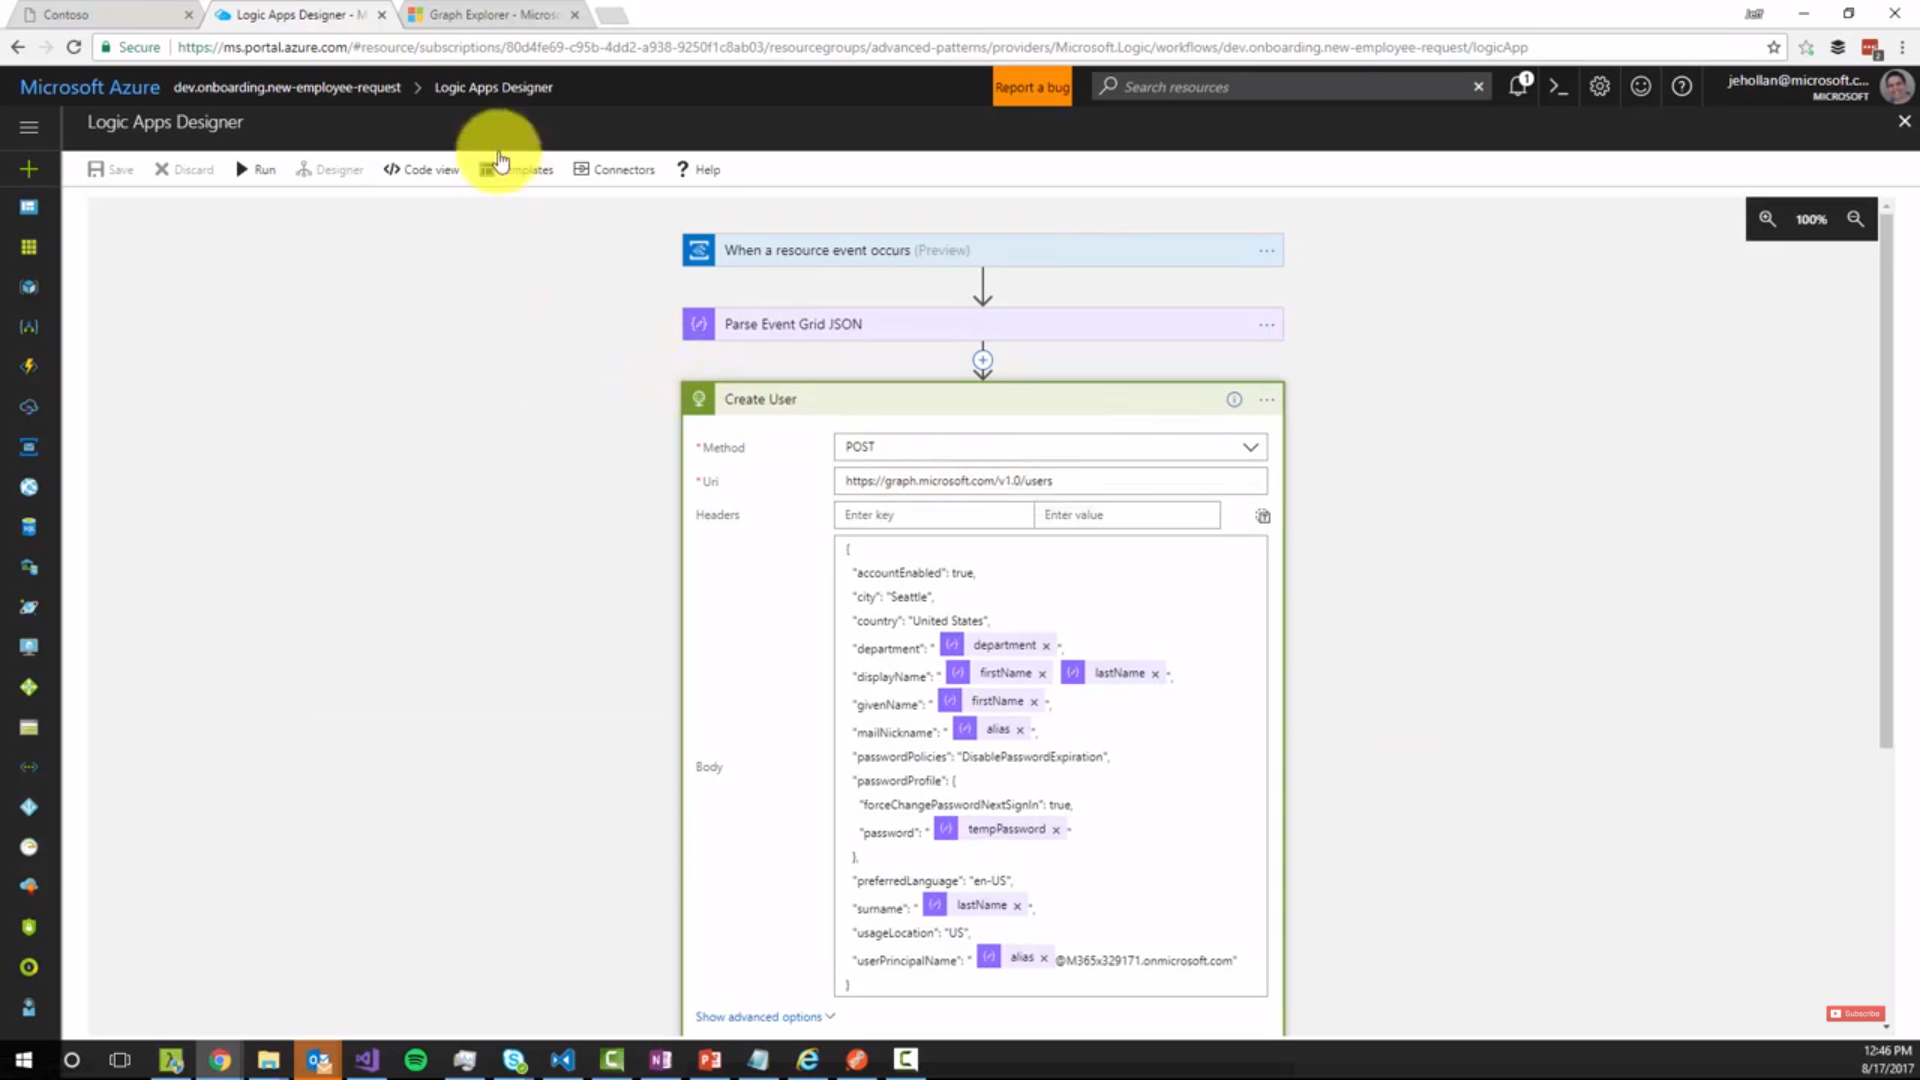 Contoso
Logic Apps Designer - M
Graph Explorer - Microso
Jeff
Secure
https://ms.portal.azure.com/#resource/subscriptions/80d4fe69-c95b-4dd2-a938-9250f1c8ab03/resourcegroups/advanced-patterns/providers/Microsoft.Logic/workflows/dev.onboarding.new-employee-request/logicApp
2
Microsoft Azure
dev.onboarding.new-employee-request > Logic Apps Designer
Report a bug
Search resources
1
jehollan@microsoft.c...
MICROSOFT
Logic Apps Designer
Save
Discard
Run
Designer
Code view
mplates
Connectors
Help
100%
When a resource event occurs (Preview)
Parse Event Grid JSON
Create User
* Method
POST
* Uri
https://graph.microsoft.com/v1.0/users
Headers
Enter key
Enter value
Body
{
"accountEnabled": true,
"city": "Seattle",
"country": "United States",
"department": " department × ",
"displayName": " firstName × lastName × ",
"givenName": " firstName × ",
"mailNickname": " alias × ",
"passwordPolicies": "DisablePasswordExpiration",
"passwordProfile": {
"forceChangePasswordNextSignIn": true,
"password": " tempPassword × "
},
"preferredLanguage": "en-US",
"surname": " lastName × ",
"usageLocation": "US",
"userPrincipalName": " alias × @M365x329171.onmicrosoft.com"
}
Show advanced options
Subscribe
12:46 PM
8/17/2017